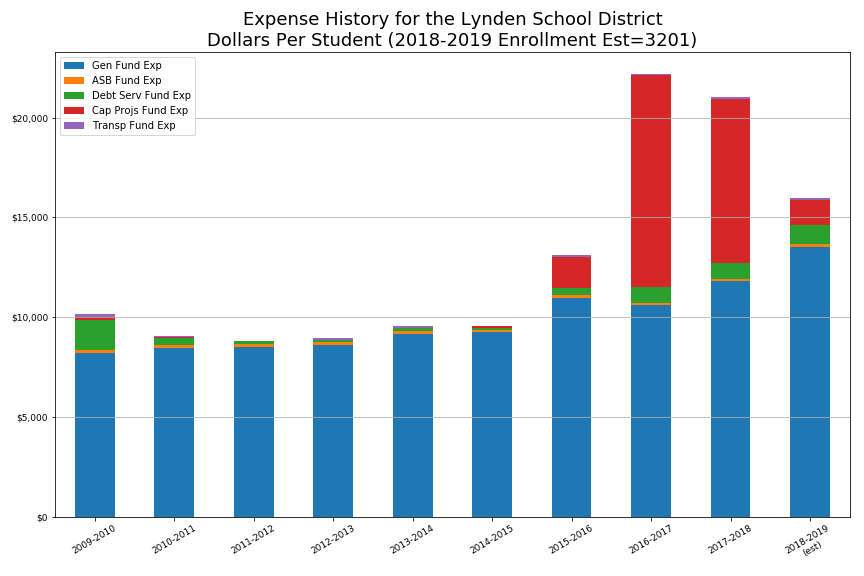 Expense History for the Lynden School District
Dollars Per Student (2018-2019 Enrollment Est=3201)
Gen Fund Exp
ASB Fund Exp
Debt Serv Fund Exp
Cap Projs Fund Exp
Transp Fund Exp
$20,000
$15,000
$10,000
$5,000
$0
2009-2010
2010-2011
2011-2012
2012-2013
2013-2014
2014-2015
2015-2016
2016-2017
2017-2018
2018-2019
(est)